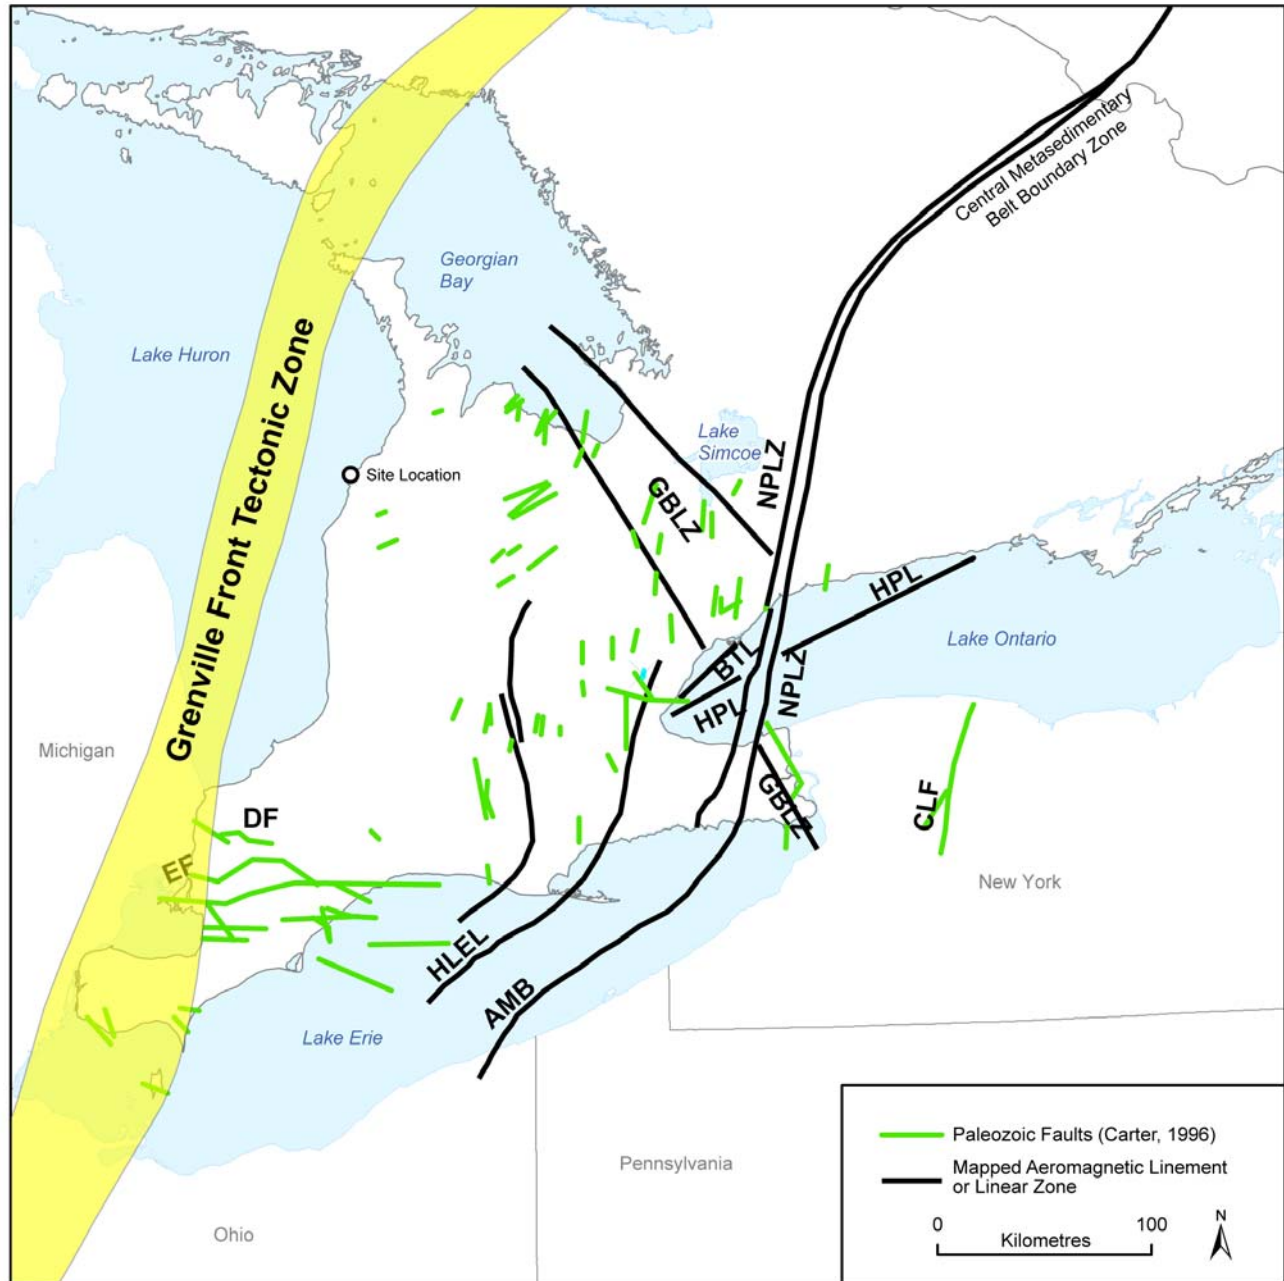 Central Metasedimentary
Belt Boundary Zone
Georgian
Bay
Lake Huron
Grenville Front Tectonic Zone
Lake
Simcoe
NPLZ
Site Location
GBLZ
HPL
Lake Ontario
BTL
NPLZ
HPL
Michigan
GBLZ
CLF
DF
EF
New York
HLEL
AMB
Lake Erie
Pennsylvania
Ohio
Paleozoic Faults (Carter, 1996)
Mapped Aeromagnetic Linement
or Linear Zone
N
0 100
Kilometres